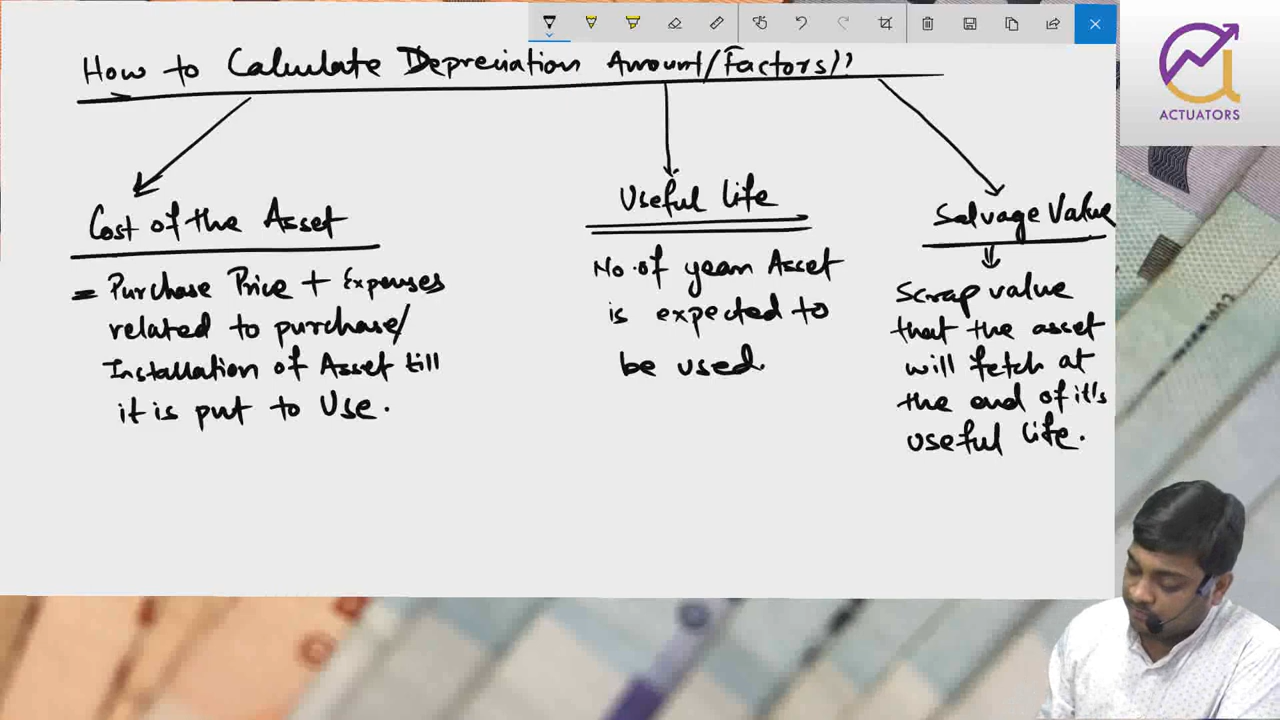 How to Calculate Depreciation Amount/Factors)?
ACTUATORS
Cost of the Asset
= Purchase Price + Expenses
related to purchase/
Installation of Asset till
it is put to Use.
Useful life
No. of years Asset
is expected to
be used.
Salvage Value
Scrap value
that the asset
will fetch at
the end of it's
useful life.